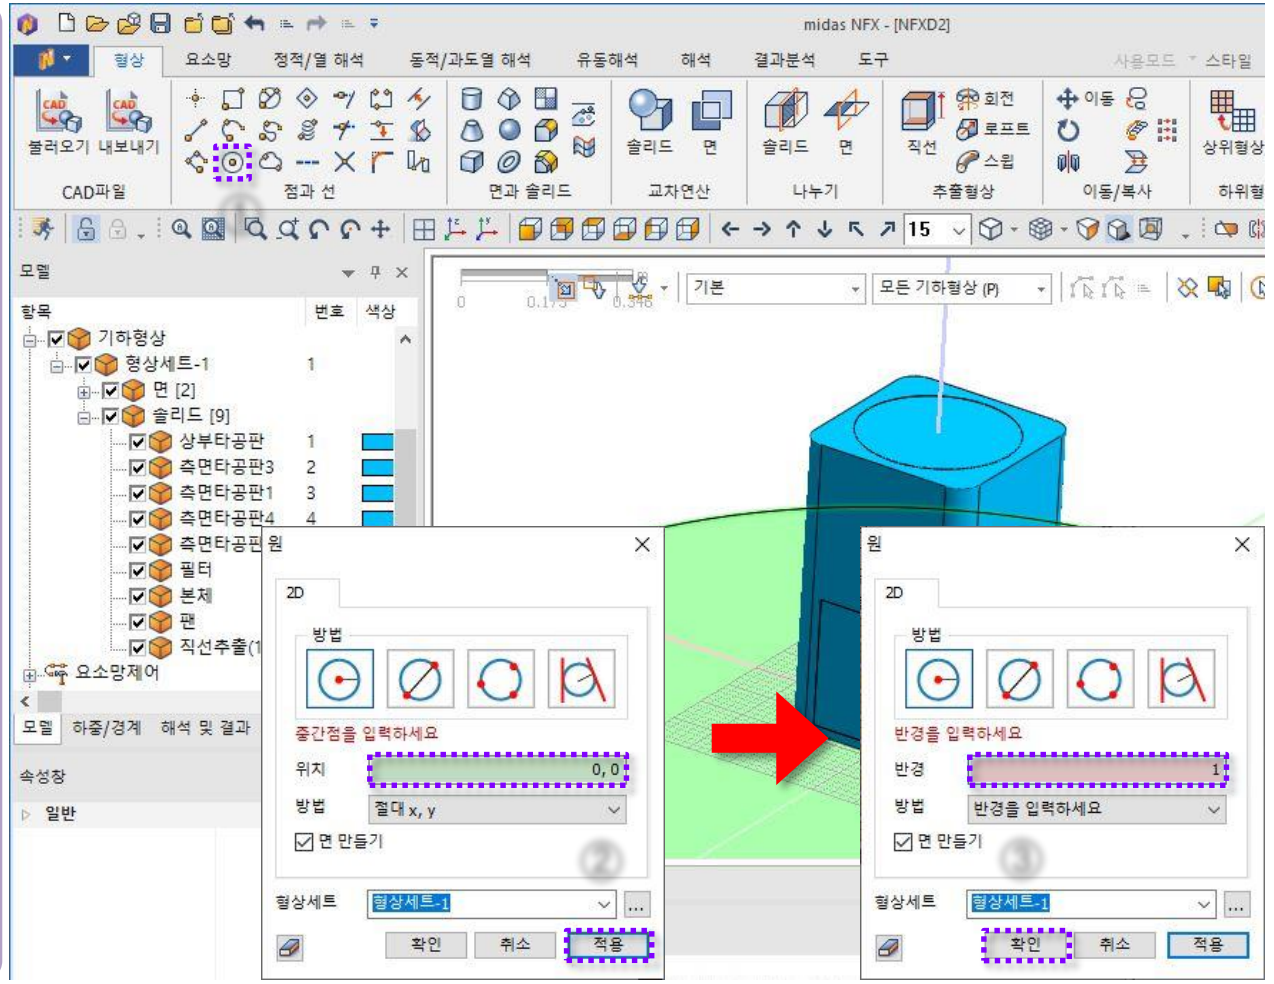 midas NFX - [NFXD2]
형상 요소망 정적/열 해석 동적/과도열 해석 유동해석 해석 결과분석 도구 사용모드 스타일
CAD CAD
회전 이동
로프트
불러오기 내보내기 솔리드 면 솔리드 면 직선 스윕 상위형상
CAD파일 점과 선 면과 솔리드 교차연산 나누기 추출형상 이동/복사 하위형
①
15
모델
기본 모든 기하형상 (P)
0
항목 번호 색상
기하형상
형상세트-1 1
면 [2]
솔리드 [9]
상부타공판 1
측면타공판3 2
측면타공판1 3
측면타공판4 4
측면타공판
필터
본체
팬
직선추출(1
요소망제어
모델 하중/경계 해석 및 결과
속성창
일반
원
2D
방법
중간점을 입력하세요
위치 0, 0
방법 절대 x, y
면 만들기
②
형상세트 형상세트-1 ...
확인 취소 적용
원
2D
방법
반경을 입력하세요
반경 1
방법 반경을 입력하세요
면 만들기
③
형상세트 형상세트-1 ...
확인 취소 적용